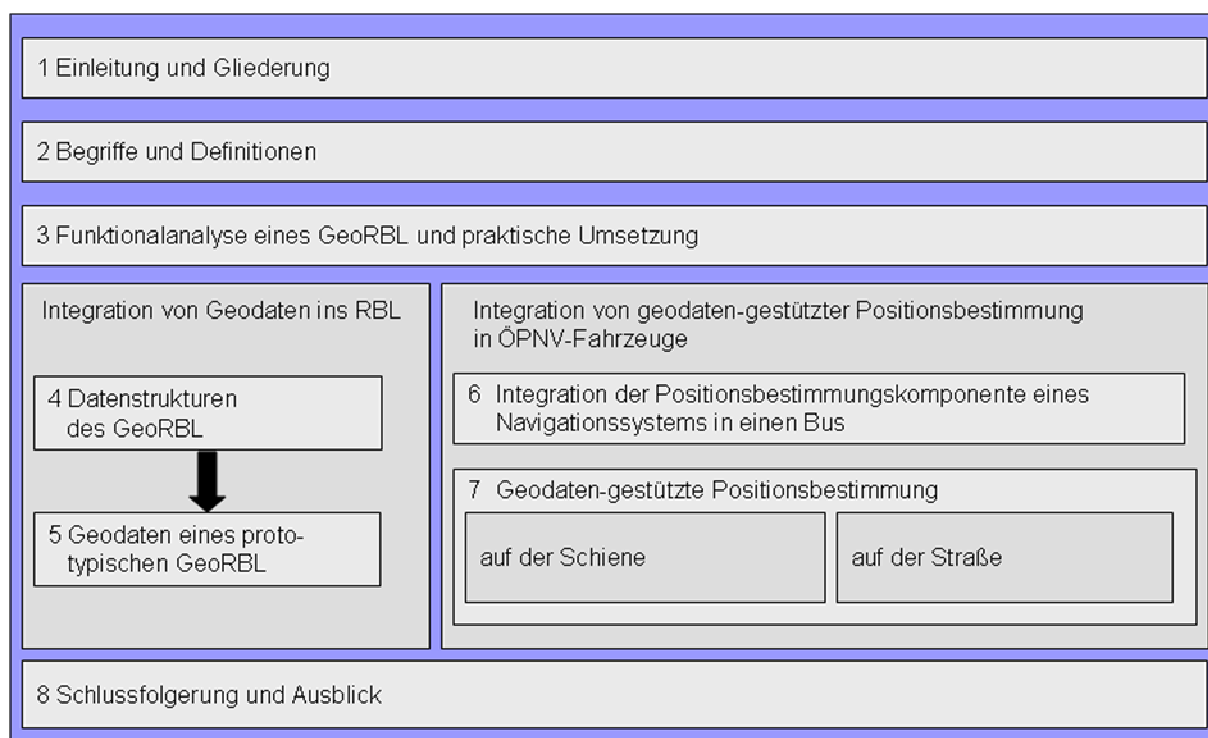 1 Einleitung und Gliederung
2 Begriffe und Definitionen
3 Funktionalanalyse eines GeoRBL und praktische Umsetzung
Integration von Geodaten ins RBL
4 Datenstrukturen
des GeoRBL
5 Geodaten eines proto-
typischen GeoRBL
Integration von geodaten-gestützter Positionsbestimmung
in ÖPNV-Fahrzeuge
6 Integration der Positionsbestimmungskomponente eines
Navigationssystems in einen Bus
7 Geodaten-gestützte Positionsbestimmung
auf der Schiene
auf der Straße
8 Schlussfolgerung und Ausblick